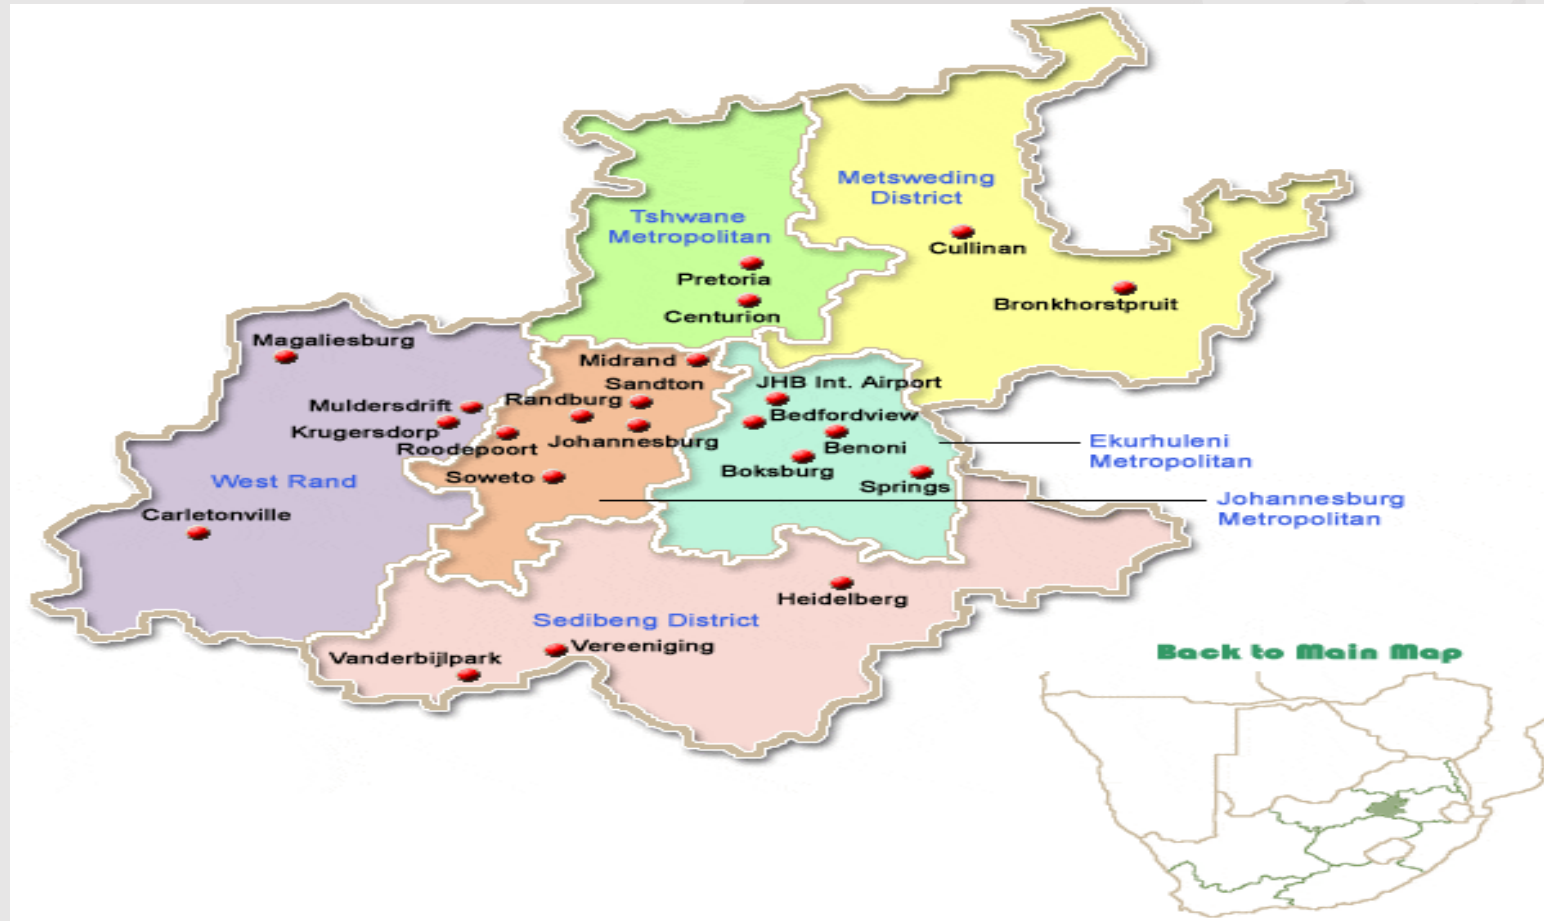 Metsweding
District
Tshwane
Metropolitan
Cullinan
Pretoria
Bronkhorstpruit
Centurion
Magaliesburg
Midrand
Sandton
JHB Int. Airport
Randburg
Muldersdrift
Bedfordview
Krugersdorp
Roodepoort
Johannesburg
Benoni
Ekurhuleni
Metropolitan
Boksburg
Soweto
West Rand
Springs
Johannesburg
Metropolitan
Carletonville
Heidelberg
Sedibeng District
Vereeniging
Vanderbijlpark
Back to Main Map